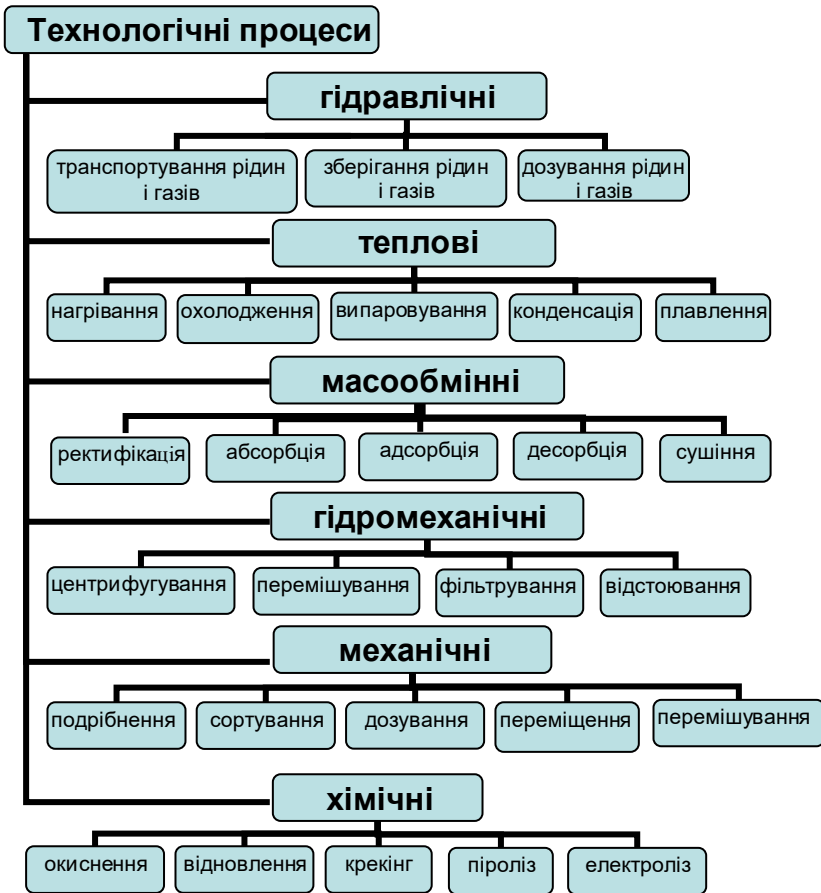 Технологічні процеси
гідравлічні
транспортування рідин
і газів
зберігання рідин
і газів
дозування рідин
і газів
теплові
нагрівання
охолодження
випаровування
конденсація
плавлення
масообмінні
ректифікація
абсорбція
адсорбція
десорбція
сушіння
гідромеханічні
центрифугування
перемішування
фільтрування
відстоювання
механічні
подрібнення
сортування
дозування
переміщення
перемішування
хімічні
окиснення
відновлення
крекінг
піроліз
електроліз